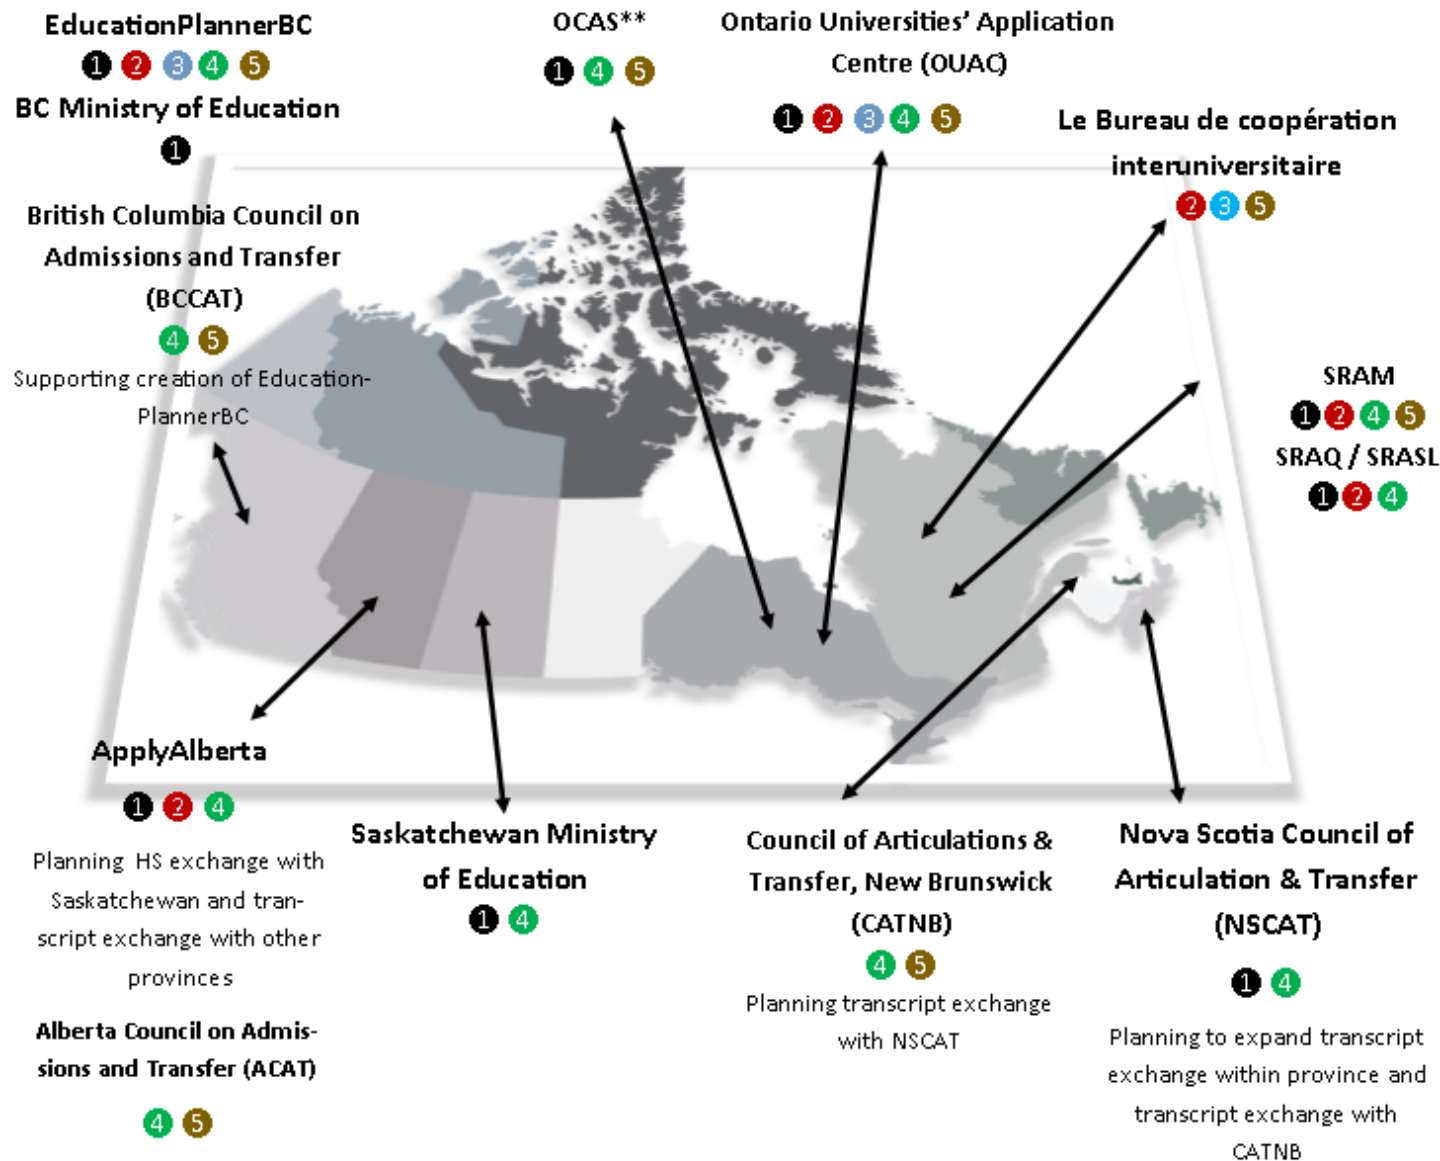 EducationPlannerBC
1 2 3 4 5
BC Ministry of Education
1
British Columbia Council on
Admissions and Transfer
(BCCAT)
4 5
Supporting creation of Education-
PlannerBC
OCAS**
1 4 5
Ontario Universities’ Application
Centre (OUAC)
1 2 3 4 5
Le Bureau de coopération
interuniversitaire
2 3 5
SRAM
1 2 4 5
SRAQ / SRASL
1 2 4
ApplyAlberta
1 2 4
Planning HS exchange with
Saskatchewan and tran-
script exchange with other
provinces
Alberta Council on Admis-
sions and Transfer (ACAT)
4 5
Saskatchewan Ministry
of Education
1 4
Council of Articulations &
Transfer, New Brunswick
(CATNB)
4 5
Planning transcript exchange
with NSCAT
Nova Scotia Council of
Articulation & Transfer
(NSCAT)
1 4
Planning to expand transcript
exchange within province and
transcript exchange with
CATNB